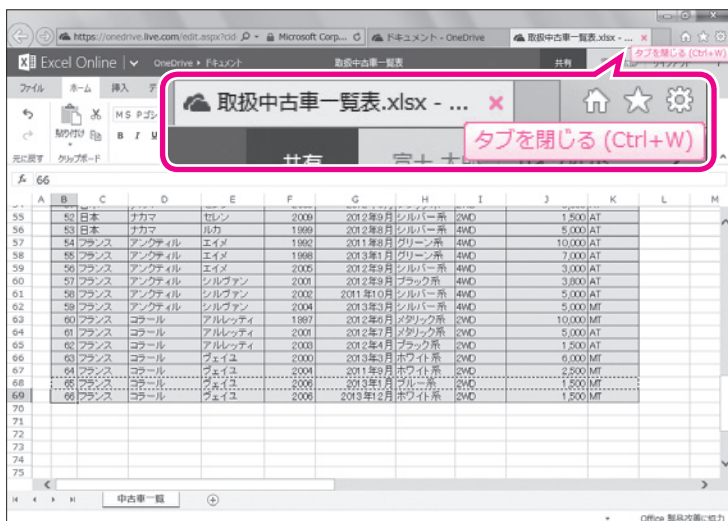 https://onedrive.live.com/edit.aspx?cid
Microsoft Corp...
ドキュメント - OneDrive
取扱中古車一覧表.xlsx - ...
タブを閉じる (Ctrl+W)
Excel Online
OneDrive ▸ ドキュメント
取扱中古車一覧表
共有
ファイル ホーム 挿入
取扱中古車一覧表.xlsx - ...
タブを閉じる (Ctrl+W)
共有
貼り付け
B I U
元に戻す クリップボード
fx 66
A B C D E F G H I J K L M
55 52 日本 ナカマ セレン 2009 2012年9月 シルバー系 2WD 1,500 AT
56 53 日本 ナカマ ルカ 1999 2012年8月 シルバー系 4WD 5,000 AT
57 54 フランス アンクティル エイメ 1992 2011年8月 グリーン系 4WD 10,000 AT
58 55 フランス アンクティル エイメ 1998 2013年1月 グリーン系 4WD 7,000 AT
59 56 フランス アンクティル エイメ 2005 2012年9月 シルバー系 4WD 3,000 AT
60 57 フランス アンクティル シルヴァン 2001 2012年9月 ブラック系 4WD 3,800 AT
61 58 フランス アンクティル シルヴァン 2002 2011年10月 シルバー系 4WD 5,000 AT
62 59 フランス アンクティル シルヴァン 2004 2013年3月 シルバー系 4WD 5,000 MT
63 60 フランス コラール アルレッティ 1997 2012年6月 メタリック系 2WD 10,000 MT
64 61 フランス コラール アルレッティ 2001 2012年7月 メタリック系 2WD 5,000 AT
65 62 フランス コラール アルレッティ 2003 2012年4月 ブラック系 2WD 1,500 AT
66 63 フランス コラール ヴェイユ 2000 2013年3月 ホワイト系 2WD 6,000 MT
67 64 フランス コラール ヴェイユ 2004 2011年9月 ホワイト系 2WD 2,500 MT
68 65 フランス コラール ヴェイユ 2006 2013年1月 ブルー系 2WD 1,500 MT
69 66 フランス コラール ヴェイユ 2006 2013年12月 ホワイト系 2WD 1,500 MT
70
71
72
73
74
75
中古車一覧
Office 製品改善に協力